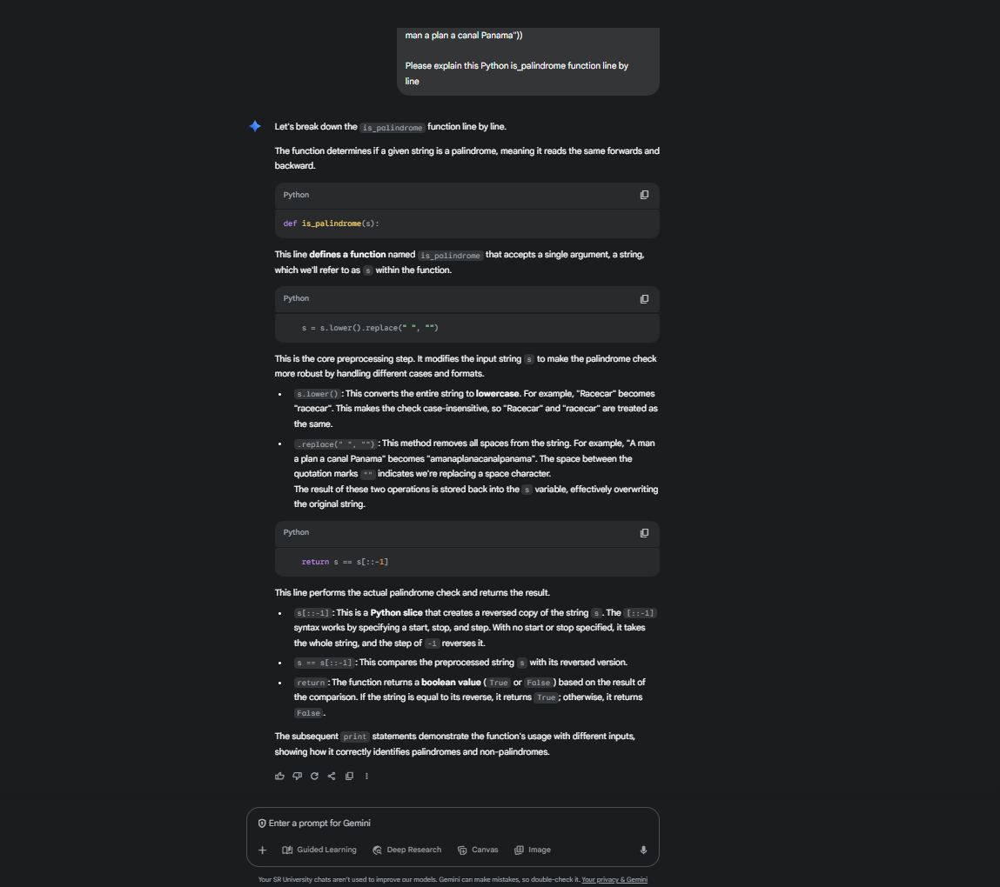 man a plan a canal Panama"))
Please explain this Python is_palindrome function line by
line
Let's break down the is_palindrome function line by line.
The function determines if a given string is a palindrome, meaning it reads the same forwards and
backward.
Python
def is_palindrome(s):
This line defines a function named is_palindrome that accepts a single argument, a string,
which we'll refer to as s within the function.
Python
s = s.lower().replace(" ", "")
This is the core preprocessing step. It modifies the input string s to make the palindrome check
more robust by handling different cases and formats.
• s.lower() : This converts the entire string to lowercase. For example, "Racecar" becomes
"racecar". This makes the check case-insensitive, so "Racecar" and "racecar" are treated as
the same.
• .replace(" ", "") : This method removes all spaces from the string. For example, "A man
a plan a canal Panama" becomes "amanaplanacanalpanama". The space between the
quotation marks "" indicates we're replacing a space character.
The result of these two operations is stored back into the s variable, effectively overwriting
the original string.
Python
return s == s[::-1]
This line performs the actual palindrome check and returns the result.
• s[::-1] : This is a Python slice that creates a reversed copy of the string s . The [::-1]
syntax works by specifying a start, stop, and step. With no start or stop specified, it takes
the whole string, and the step of -1 reverses it.
• s == s[::-1] : This compares the preprocessed string s with its reversed version.
• return : The function returns a boolean value ( True or False ) based on the result of
the comparison. If the string is equal to its reverse, it returns True ; otherwise, it returns
False .
The subsequent print statements demonstrate the function's usage with different inputs,
showing how it correctly identifies palindromes and non-palindromes.
Enter a prompt for Gemini
Guided Learning Deep Research Canvas Image
Your SR University chats aren't used to improve our models. Gemini can make mistakes, so double-check it. Your privacy & Gemini